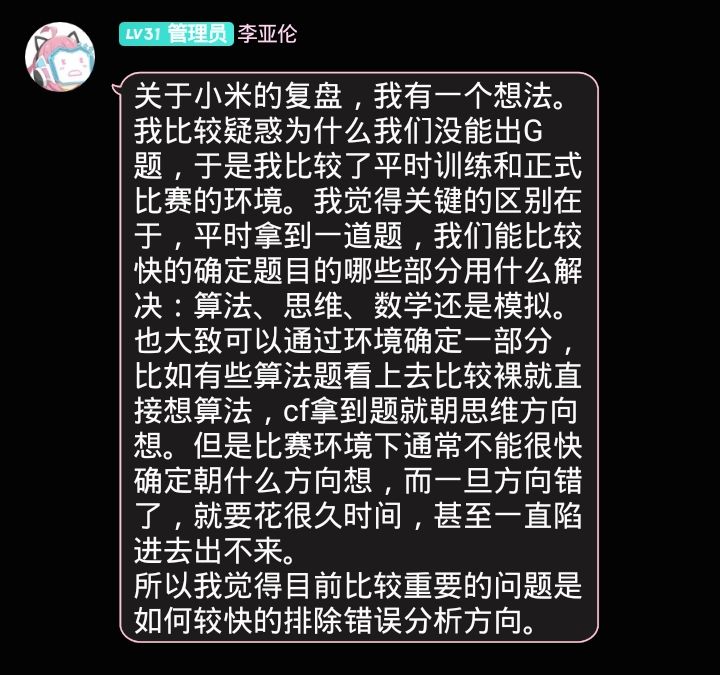 LV31 管理员 李亚伦
关于小米的复盘，我有一个想法。
我比较疑惑为什么我们没能出G
题，于是我比较了平时训练和正式
比赛的环境。我觉得关键的区别在
于，平时拿到一道题，我们能比较
快的确定题目的哪些部分用什么解
决：算法、思维、数学还是模拟。
也大致可以通过环境确定一部分，
比如有些算法题看上去比较裸就直
接想算法，cf拿到题就朝思维方向
想。但是比赛环境下通常不能很快
确定朝什么方向想，而一旦方向错
了，就要花很久时间，甚至一直陷
进去出不来。
所以我觉得目前比较重要的问题是
如何较快的排除错误分析方向。